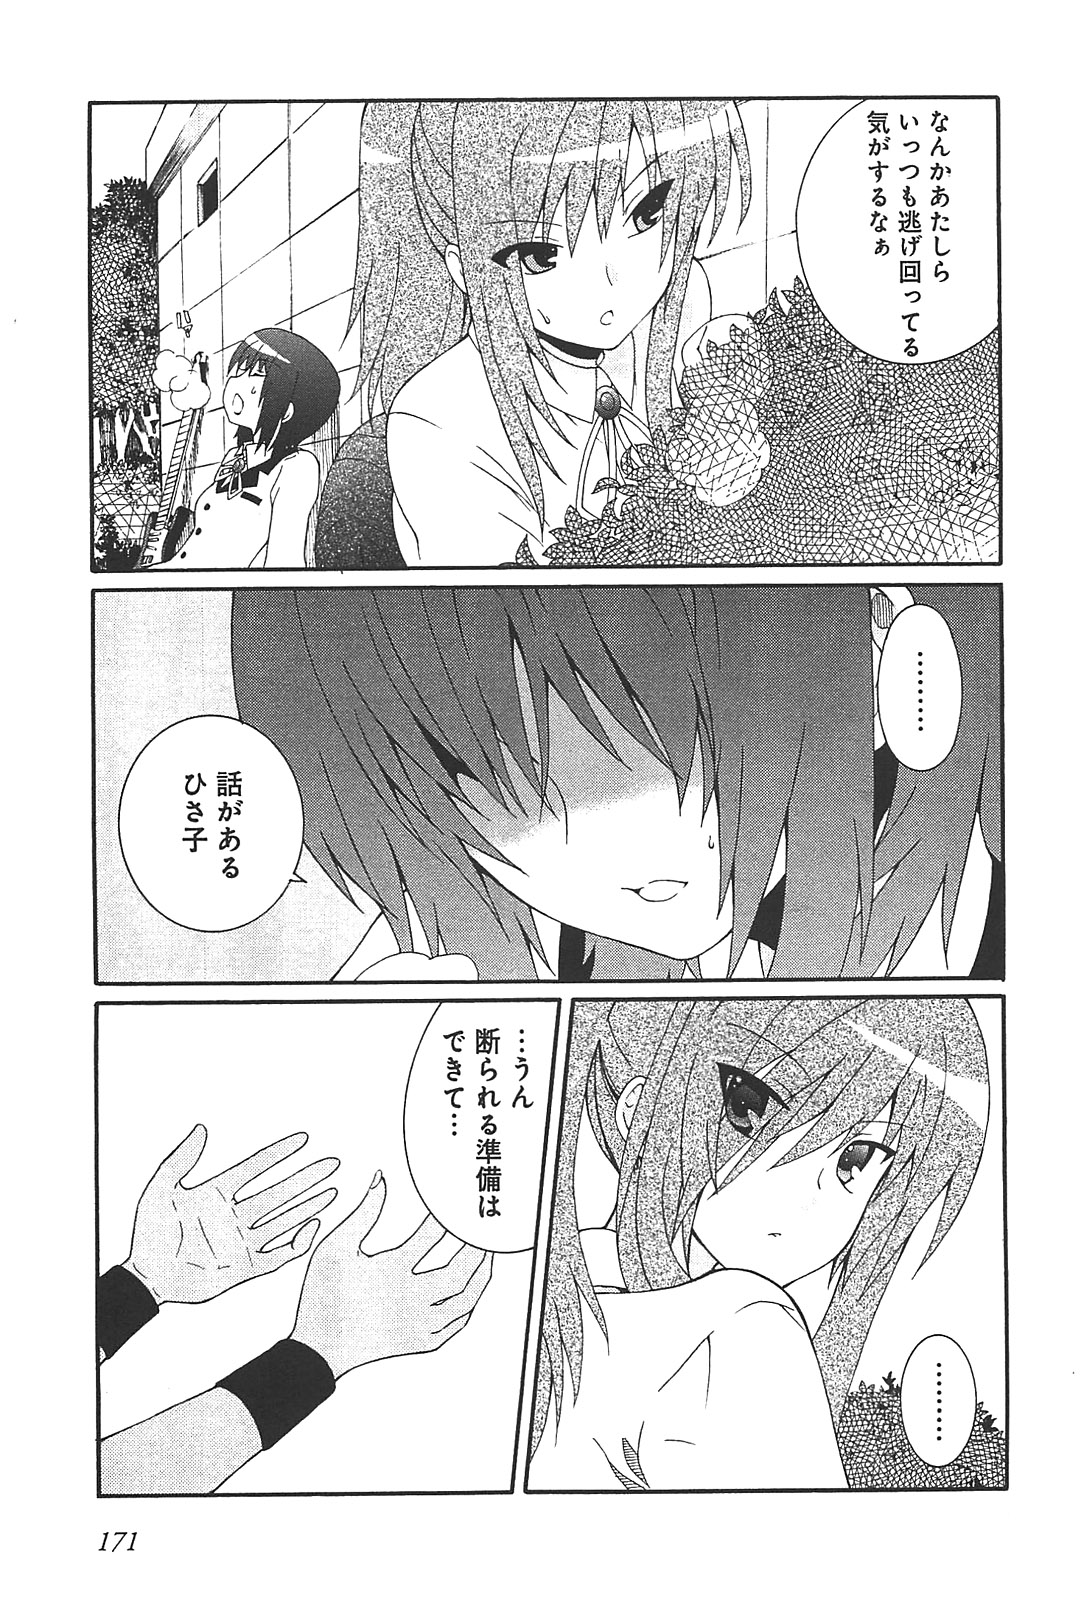 なんかあたしら
いっつも逃げ回ってる
気がするなぁ
………
話がある
ひさ子
………
…うん
断られる準備は
できて…
171